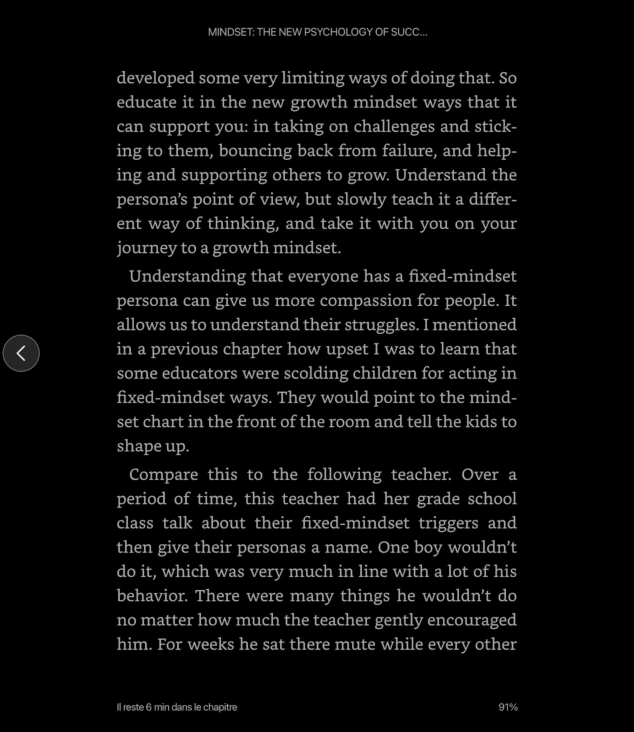 MINDSET: THE NEW PSYCHOLOGY OF SUCC...
developed some very limiting ways of doing that. So
educate it in the new growth mindset ways that it
can support you: in taking on challenges and stick-
ing to them, bouncing back from failure, and help-
ing and supporting others to grow. Understand the
persona’s point of view, but slowly teach it a differ-
ent way of thinking, and take it with you on your
journey to a growth mindset.
Understanding that everyone has a fixed-mindset
persona can give us more compassion for people. It
allows us to understand their struggles. I mentioned
in a previous chapter how upset I was to learn that
some educators were scolding children for acting in
fixed-mindset ways. They would point to the mind-
set chart in the front of the room and tell the kids to
shape up.
Compare this to the following teacher. Over a
period of time, this teacher had her grade school
class talk about their fixed-mindset triggers and
then give their personas a name. One boy wouldn’t
do it, which was very much in line with a lot of his
behavior. There were many things he wouldn’t do
no matter how much the teacher gently encouraged
him. For weeks he sat there mute while every other
Il reste 6 min dans le chapitre
91%